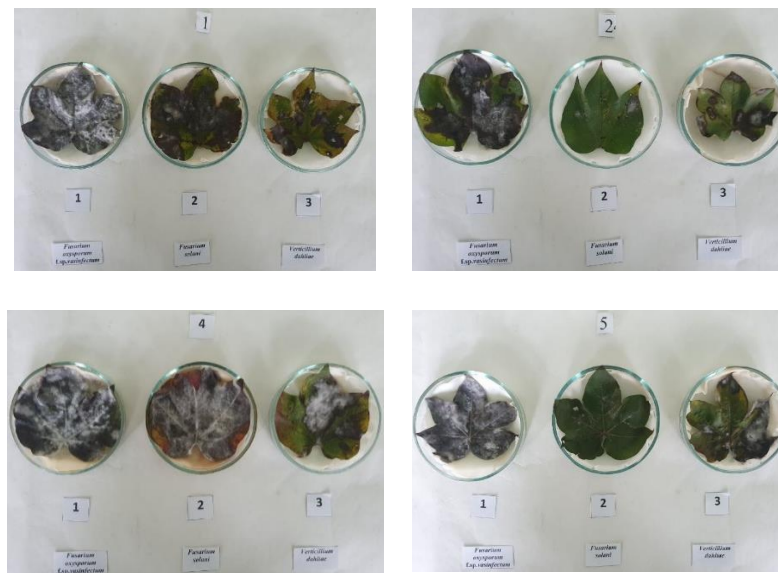 1
1
2
3
Fusarium
oxysporum
f.sp.vasinfectum
Fusarium
solani
Verticillium
dahliae
2
1
2
3
Fusarium
oxysporum
f.sp.vasinfectum
Fusarium
solani
Verticillium
dahliae
4
1
2
3
Fusarium
oxysporum
f.sp.vasinfectum
Fusarium
solani
Verticillium
dahliae
5
1
2
3
Fusarium
oxysporum
f.sp.vasinfectum
Fusarium
solani
Verticillium
dahliae